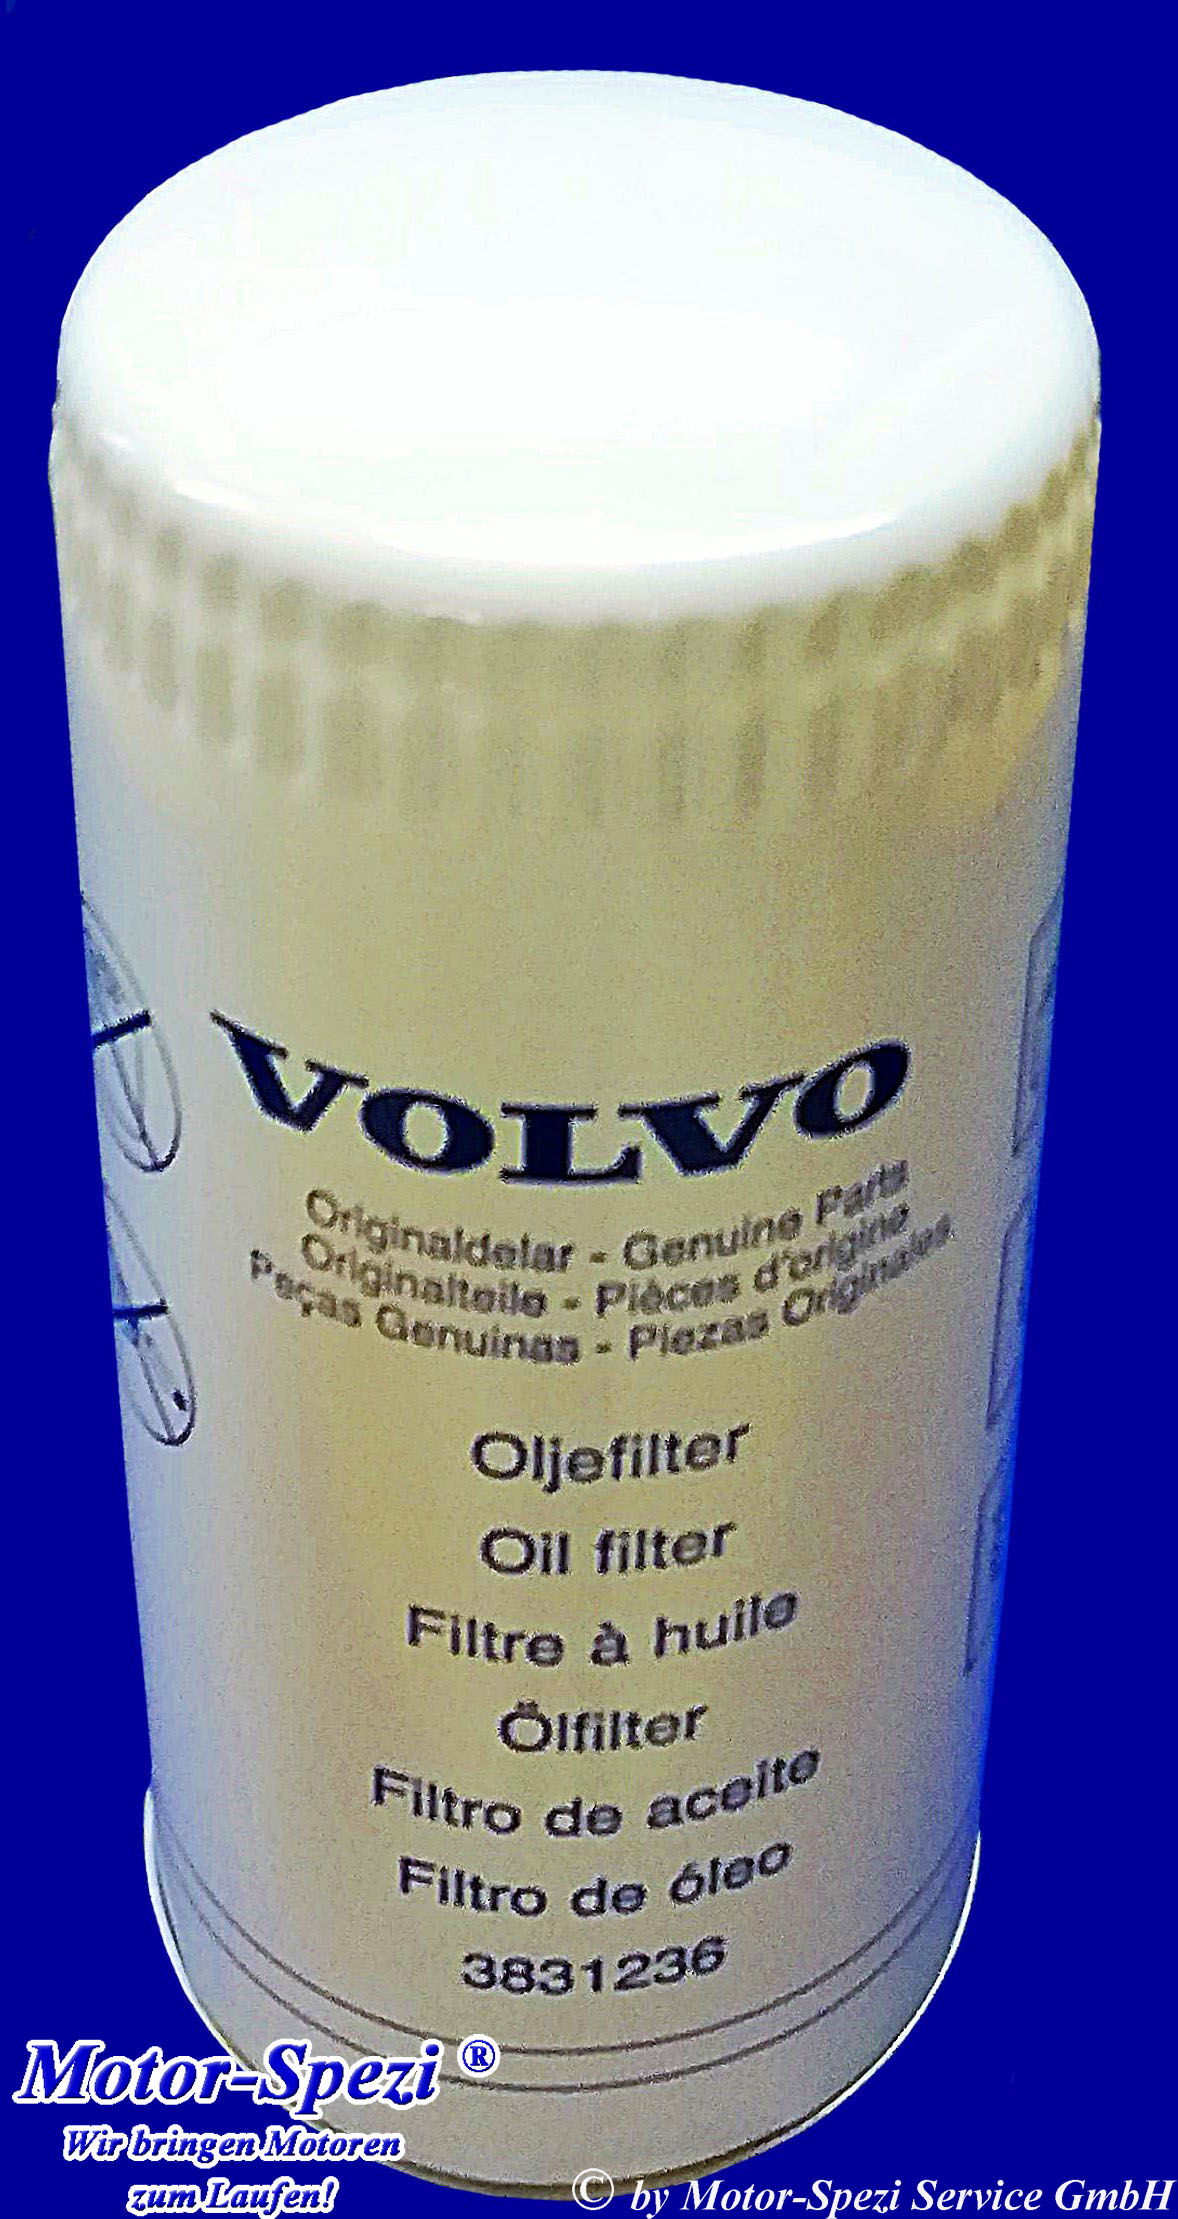 VOLVO
Originaldelar - Genuine Parts
Originalteile - Pièces d'origine
Peças Genuinas - Piezas Originales
Oljefilter
Oil filter
Filtre à huile
Ölfilter
Filtro de aceite
Filtro de óleo
3831236
Motor-Spezi ®
Wir bringen Motoren
zum Laufen!
© by Motor-Spezi Service GmbH